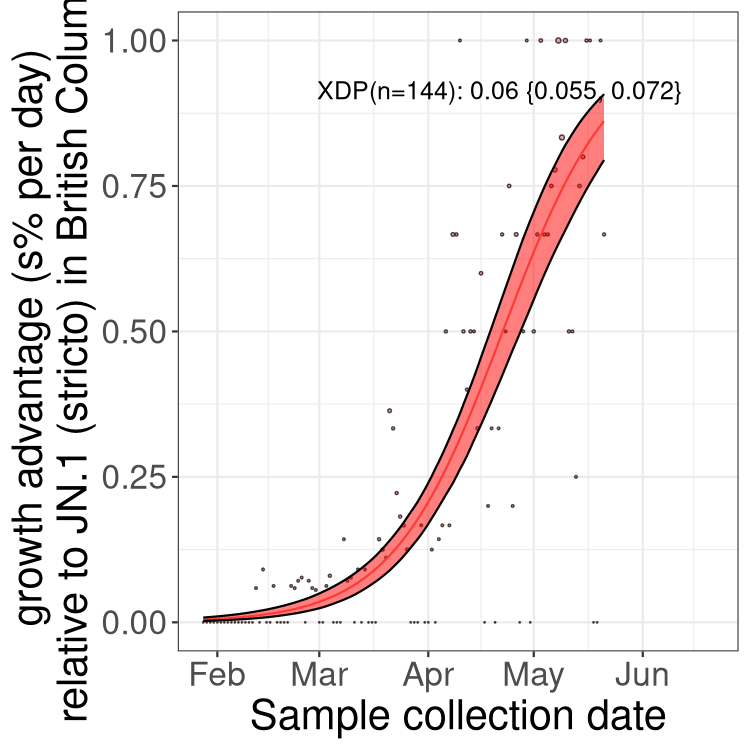 growth advantage (s% per day)
relative to JN.1 (stricto) in British Colum
1.00
0.75
0.50
0.25
0.00
XDP(n=144): 0.06 {0.055, 0.072}
Feb Mar Apr May Jun
Sample collection date